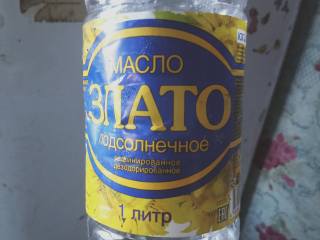 МАСЛО
ЗЛАТО
подсолнечное
рафинированное
дезодорированное
1 литр